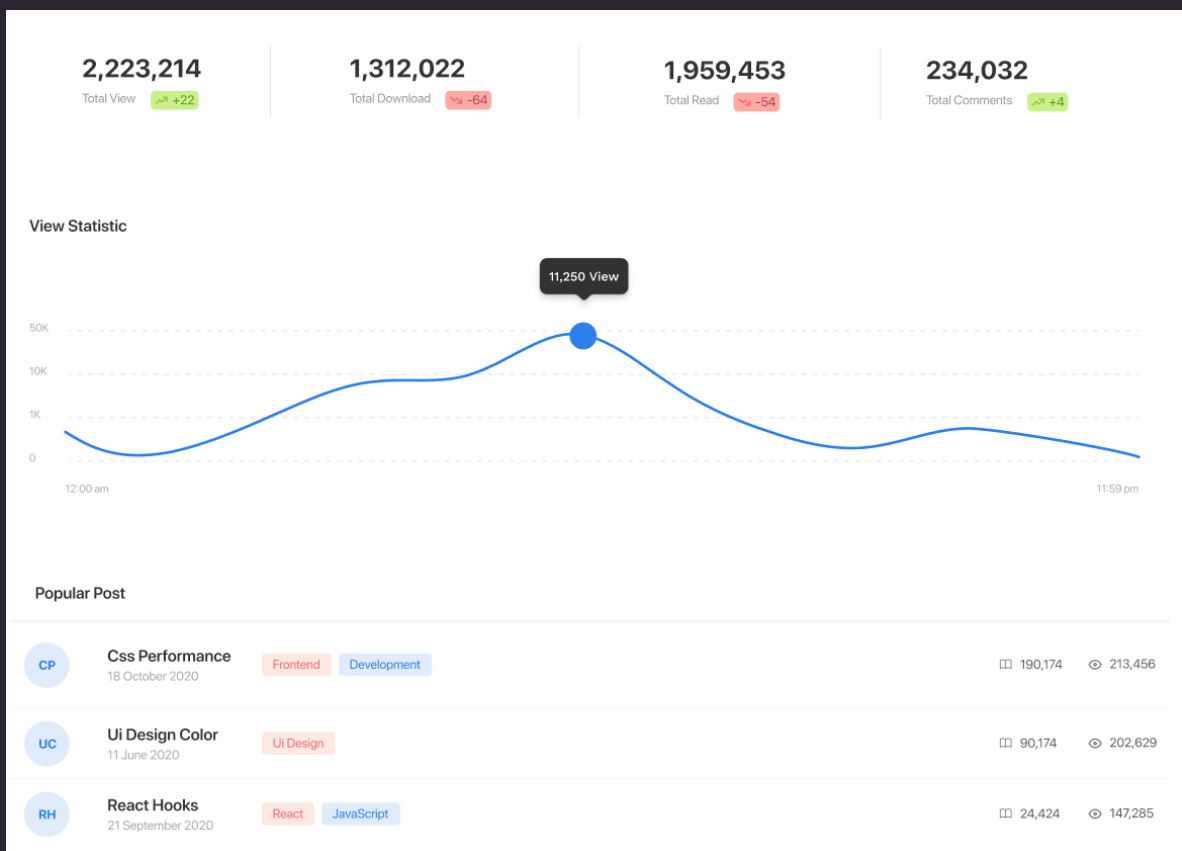 2,223,214
Total View +22
1,312,022
Total Download -64
1,959,453
Total Read -54
234,032
Total Comments +4
View Statistic
11,250 View
50K
10K
1K
0
12:00 am 11:59 pm
Popular Post
CP
Css Performance
18 October 2020
Frontend Development
190,174 213,456
UC
Ui Design Color
11 June 2020
Ui Design
90,174 202,629
RH
React Hooks
21 September 2020
React JavaScript
24,424 147,285